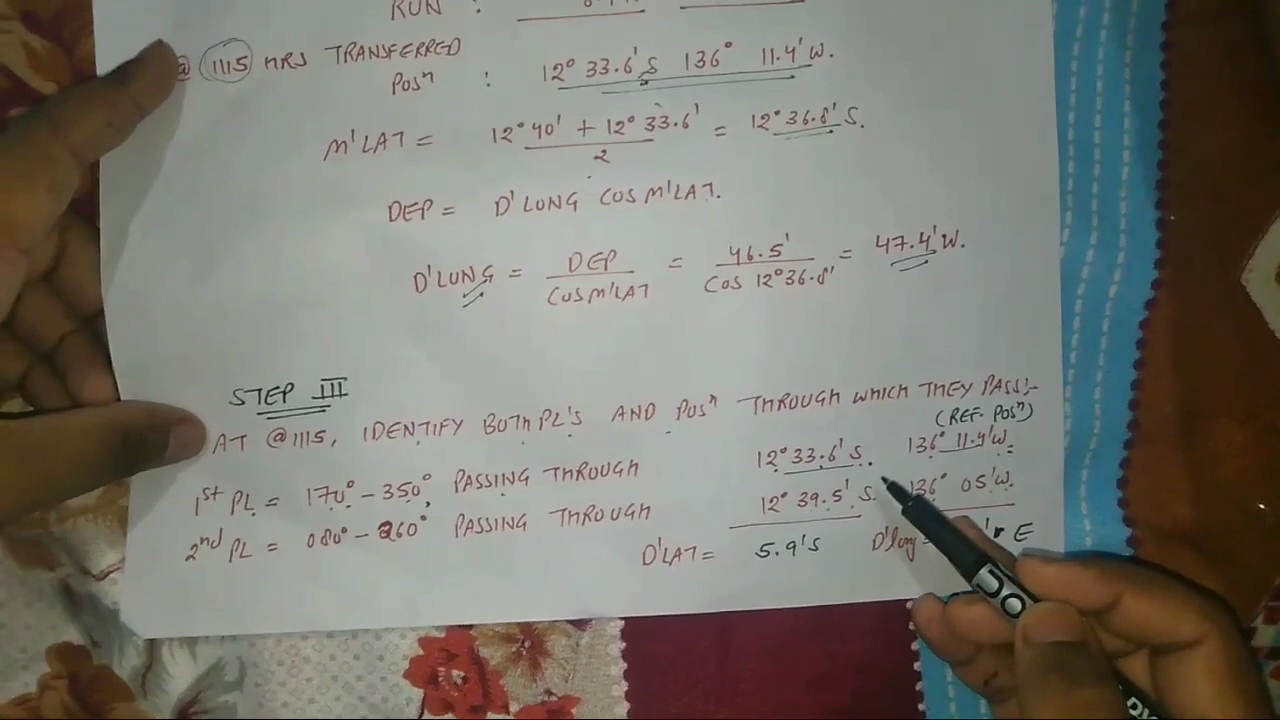 RUN :
@ 1115 HRS TRANSFERRED
POSⁿ : 12° 33.6' S 136° 11.4' W.
M'LAT = 12°40' + 12° 33.6' / 2 = 12°36.8' S.
DEP = D'LONG COS M'LAT.
D'LONG = DEP / COS M'LAT = 46.5' / COS 12°36.8' = 47.4' W.
STEP III
AT @1115, IDENTIFY BOTH PL'S AND POSⁿ THROUGH WHICH THEY PASS:-
(REF. POSⁿ)
1st PL = 170° - 350°, PASSING THROUGH 12° 33.6' S. 136° 11.4' W.
2nd PL = 080° - 260° PASSING THROUGH 12° 39.5' S. 136° 05' W.
D'LAT = 5.9' S D'long = E
DO